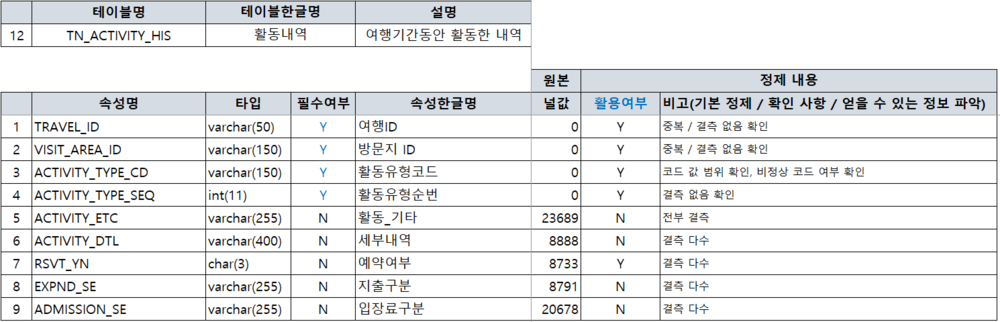 테이블명 테이블한글명 설명
12 TN_ACTIVITY_HIS 활동내역 여행기간동안 활동한 내역
원본 정제 내용
속성명 타입 필수여부 속성한글명 널값 활용여부 비고(기본 정제 / 확인 사항 / 얻을 수 있는 정보 파악)
1 TRAVEL_ID varchar(50) Y 여행ID 0 Y 중복 / 결측 없음 확인
2 VISIT_AREA_ID varchar(150) Y 방문지 ID 0 Y 중복 / 결측 없음 확인
3 ACTIVITY_TYPE_CD varchar(150) Y 활동유형코드 0 Y 코드 값 범위 확인, 비정상 코드 여부 확인
4 ACTIVITY_TYPE_SEQ int(11) Y 활동유형순번 0 Y 결측 없음 확인
5 ACTIVITY_ETC varchar(255) N 활동_기타 23689 N 전부 결측
6 ACTIVITY_DTL varchar(400) N 세부내역 8888 N 결측 다수
7 RSVT_YN char(3) N 예약여부 8733 Y 결측 다수
8 EXPND_SE varchar(255) N 지출구분 8791 N 결측 다수
9 ADMISSION_SE varchar(255) N 입장료구분 20678 N 결측 다수